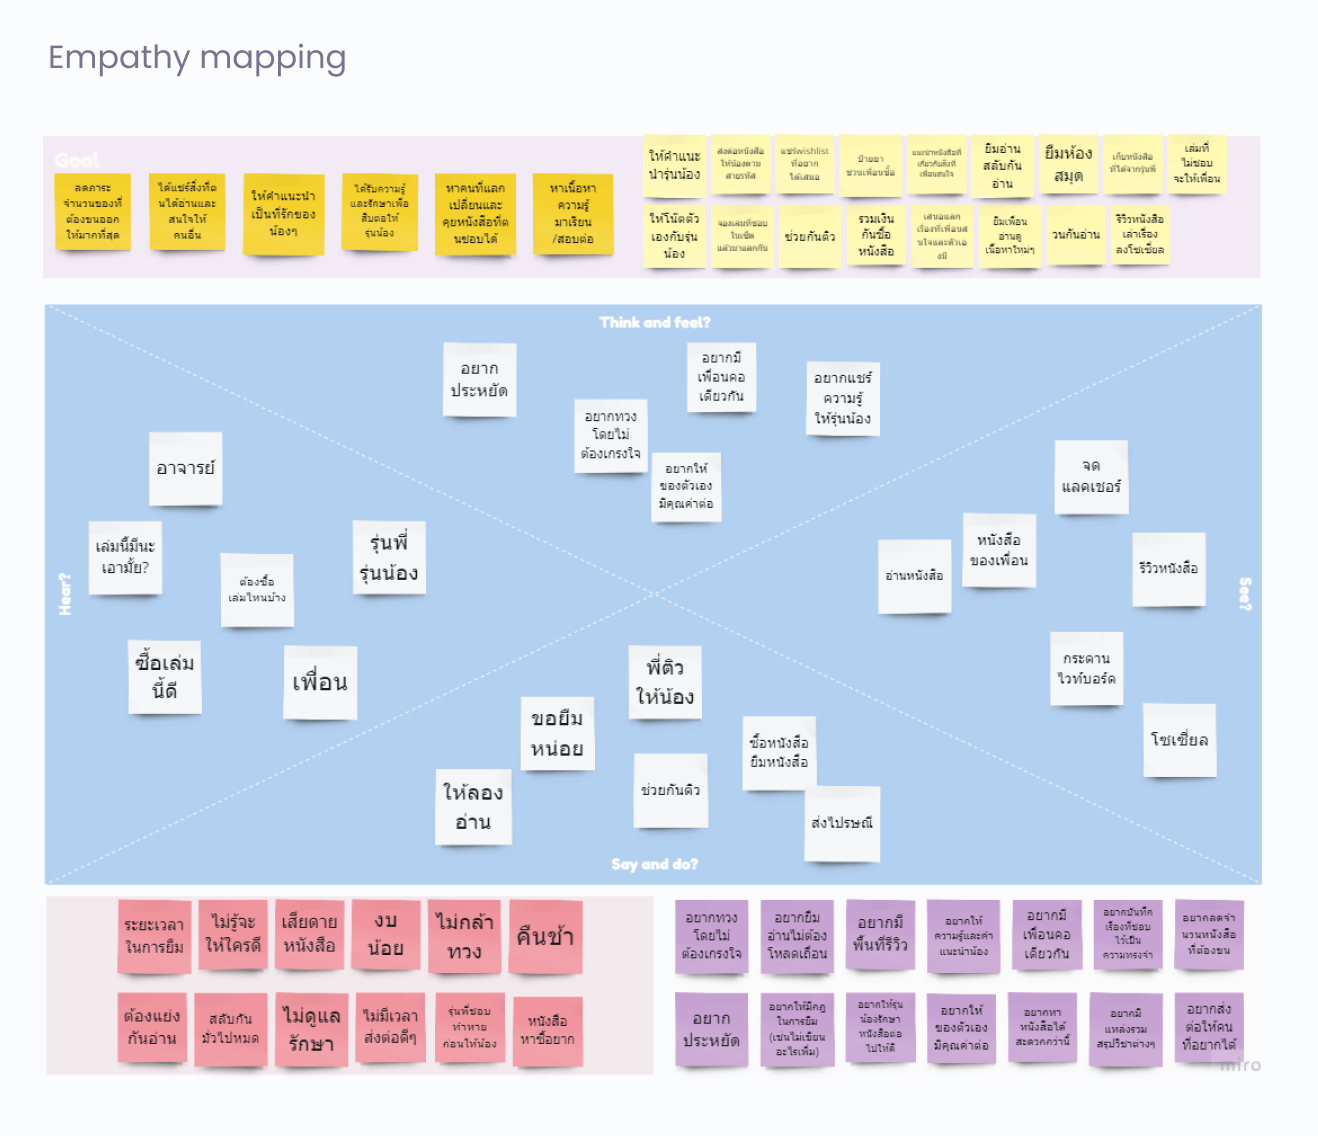 Empathy mapping
Goal
ลดภาระ
จำนวนของที่
ต้องขนออก
ให้มากที่สุด
ได้แชร์สิ่งที่ต
นได้อ่านและ
สนใจให้
คนอื่น
ให้คำแนะนำ
เป็นที่รักของ
น้องๆ
ได้รับความรู้
และรักษาเพื่อ
สืบต่อให้
รุ่นน้อง
หาคนที่แลก
เปลี่ยนและ
คุยหนังสือที่ต
นชอบได้
หาเนื้อหา
ความรู้
มาเรียน
/สอบต่อ
ให้คำแนะ
นำรุ่นน้อง
ส่งต่อหนังสือ
ให้น้องตาม
สายรหัส
แชร์wishlist
ที่อยาก
ได้เสมอ
ป้ายยา
ชวนเพื่อนซื้อ
แนะนำหนังสือที่
เกี่ยวกับสิ่งที่
เพื่อนสนใจ
ยืมอ่าน
สลับกัน
อ่าน
ยืมห้อง
สมุด
เก็บหนังสือ
ที่ได้จากรุ่นพี่
เล่มที่
ไม่ชอบ
จะให้เพื่อน
ให้โน๊ตตัว
เองกับรุ่น
น้อง
จองเล่มที่ชอบ
ในเซ็ต
แล้วมาแลกกัน
ช่วยกันติว
รวมเงิน
กันซื้อ
หนังสือ
เสนอแลก
เรื่องที่เพื่อนส
นใจและตัวเอ
งมี
ยืมเพื่อน
อ่านดู
เนื้อหาใหม่ๆ
วนกันอ่าน
รีวิวหนังสือ
เล่าเรื่อง
ลงโซเชี่ยล
Think and feel?
อยาก
ประหยัด
อยากทวง
โดยไม่
ต้องเกรงใจ
อยากมี
เพื่อนคอ
เดียวกัน
อยากให้
ของตัวเอง
มีคุณค่าต่อ
อยากแชร์
ความรู้
ให้รุ่นน้อง
Hear?
อาจารย์
เล่มนี้มีนะ
เอามั้ย?
ต้องซื้อ
เล่มไหนบ้าง
รุ่นพี่
รุ่นน้อง
ซื้อเล่ม
นี้ดี
เพื่อน
See?
จด
แลคเชอร์
หนังสือ
ของเพื่อน
อ่านหนังสือ
รีวิวหนังสือ
กระดาน
ไวท์บอร์ด
โซเชี่ยล
พี่ติว
ให้น้อง
ขอยืม
หน่อย
ซื้อหนังสือ
ยืมหนังสือ
ให้ลอง
อ่าน
ช่วยกันติว
ส่งไปรษณี
Say and do?
ระยะเวลา
ในการยืม
ไม่รู้จะ
ให้ใครดี
เสียดาย
หนังสือ
งบ
น้อย
ไม่กล้า
ทวง
คืนช้า
ต้องแย่ง
กันอ่าน
สลับกัน
มั่วไปหมด
ไม่ดูแล
รักษา
ไม่มีเวลา
ส่งต่อดีๆ
รุ่นพี่ชอบ
ทำหาย
ก่อนให้น้อง
หนังสือ
หาซื้อยาก
อยากทวง
โดยไม่
ต้องเกรงใจ
อยากยืม
อ่านไม่ต้อง
โหลดเถื่อน
อยากมี
พื้นที่รีวิว
อยากให้
ความรู้และคำ
แนะนำน้อง
อยากมี
เพื่อนคอ
เดียวกัน
อยากบันทึก
เรื่องที่ชอบ
ไว้เป็น
ความทรงจำ
อยากลดจำ
นวนหนังสือ
ที่ต้องขน
อยาก
ประหยัด
อยากให้มีกฎ
ในการยืม
(เช่นไม่เขียน
อะไรเพิ่ม)
อยากให้รุ่น
น้องรักษา
หนังสือต่อ
ไปให้ดี
อยากให้
ของตัวเอง
มีคุณค่าต่อ
อยากหา
หนังสือได้
สะดวกกว่านี้
อยากมี
แหล่งรวม
สรุปวิชาต่างๆ
อยากส่ง
ต่อให้คน
ที่อยากได้
miro